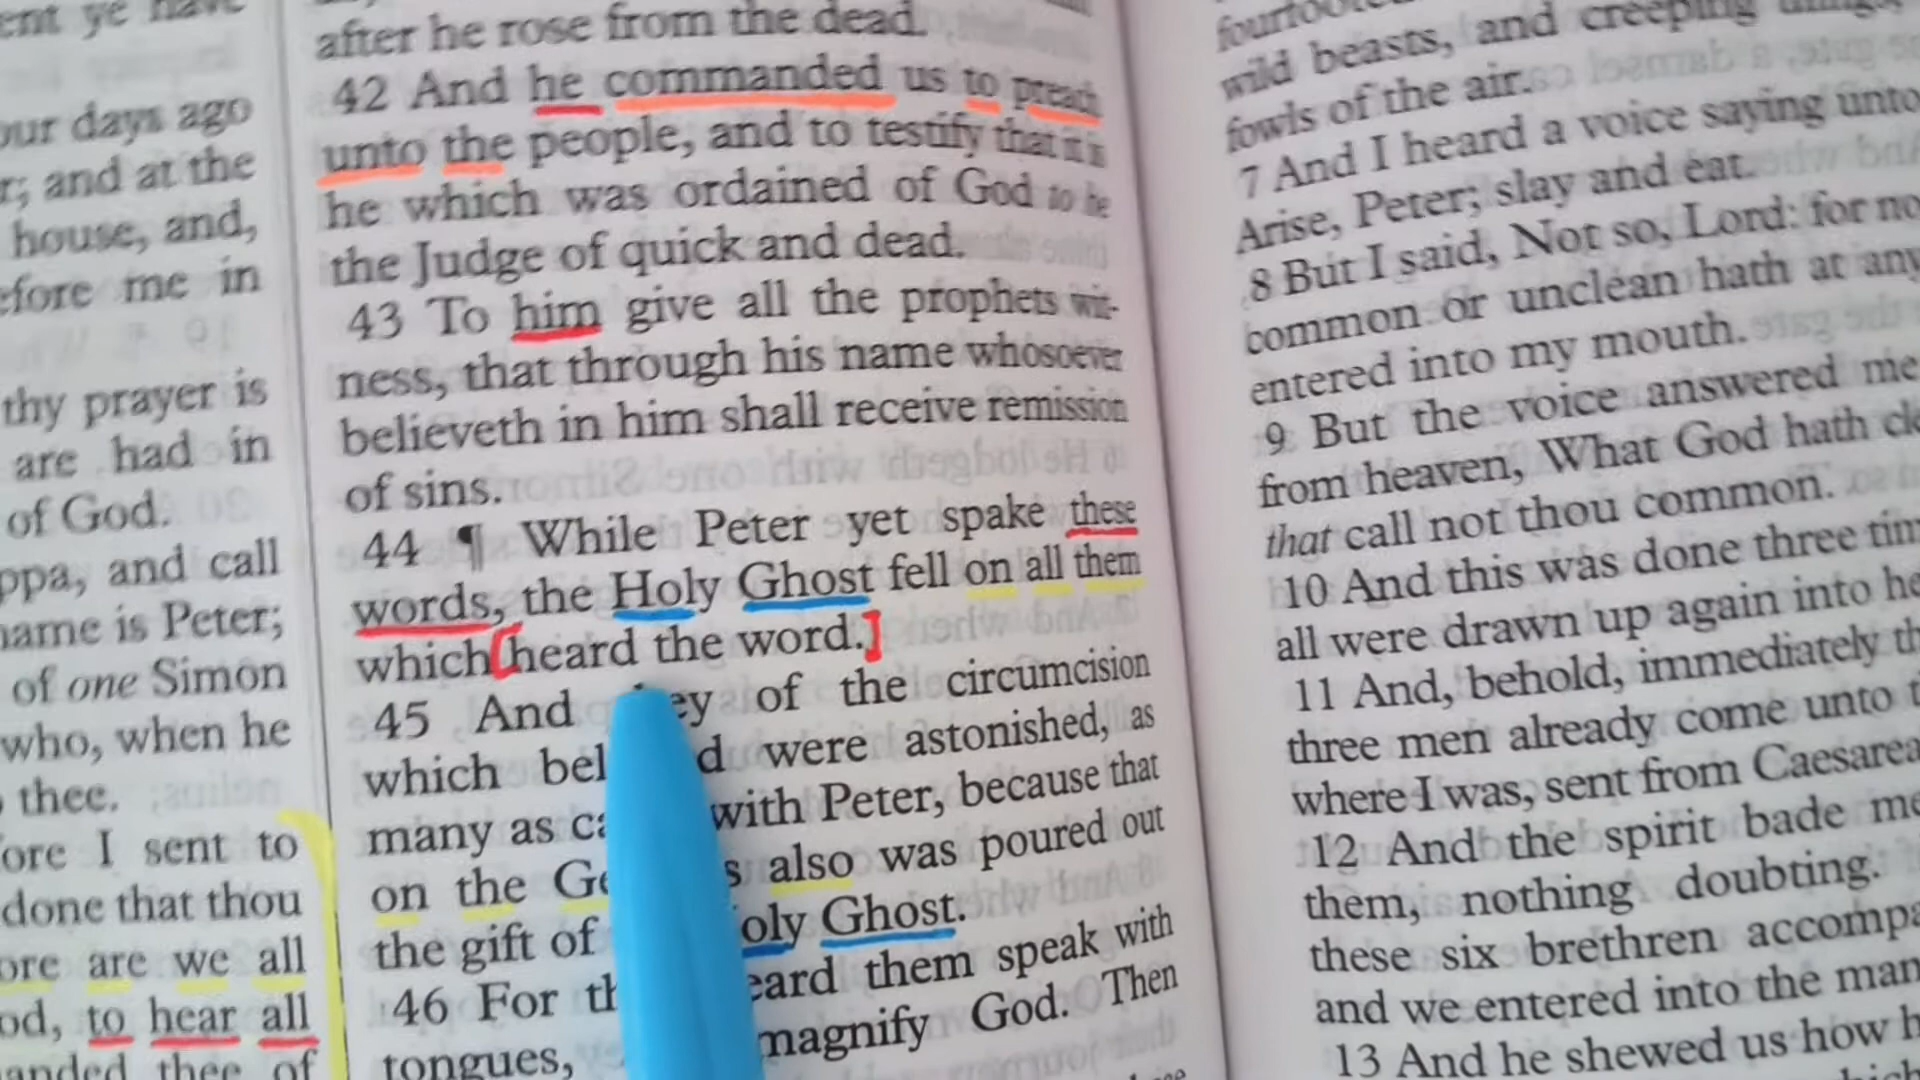 ent ye have
our days ago
r; and at the
house, and,
efore me in
thy prayer is
are had in
of God.
ppa, and call
name is Peter;
of one Simon
who, when he
thee.
ore I sent to
done that thou
ore are we all
od, to hear all
anded thee of
after he rose from the dead.
42 And he commanded us to preach
unto the people, and to testify that it is
he which was ordained of God to be
the Judge of quick and dead.
43 To him give all the prophets wit-
ness, that through his name whosoever
believeth in him shall receive remission
of sins.
44 ¶ While Peter yet spake these
words, the Holy Ghost fell on all them
which [heard the word.]
45 And ey of the circumcision
which bel d were astonished, as
many as ca with Peter, because that
on the Ge s also was poured out
the gift of oly Ghost.
46 For th eard them speak with
tongues, magnify God. Then
wild beasts, and creeping things,
fowls of the air.
7 And I heard a voice saying unto
Arise, Peter; slay and eat.
8 But I said, Not so, Lord: for no
common or unclean hath at any
entered into my mouth.
9 But the voice answered me
from heaven, What God hath cle
that call not thou common.
10 And this was done three tim
all were drawn up again into he
11 And, behold, immediately th
three men already come unto t
where I was, sent from Caesarea
12 And the spirit bade me
them, nothing doubting.
these six brethren accompa
and we entered into the man
13 And he shewed us how h